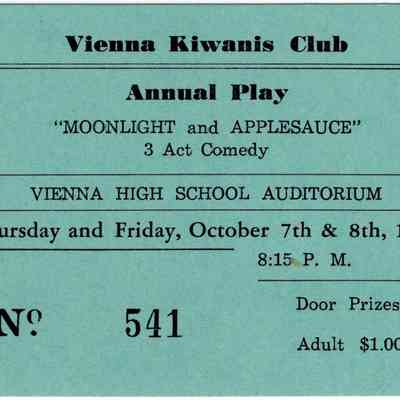 Vienna Kiwanis Club
Annual Play
"MOONLIGHT and APPLESAUCE"
3 Act Comedy
VIENNA HIGH SCHOOL AUDITORIUM
ursday and Friday, October 7th & 8th, 1
8:15 P. M.
Nº 541
Door Prizes
Adult $1.00